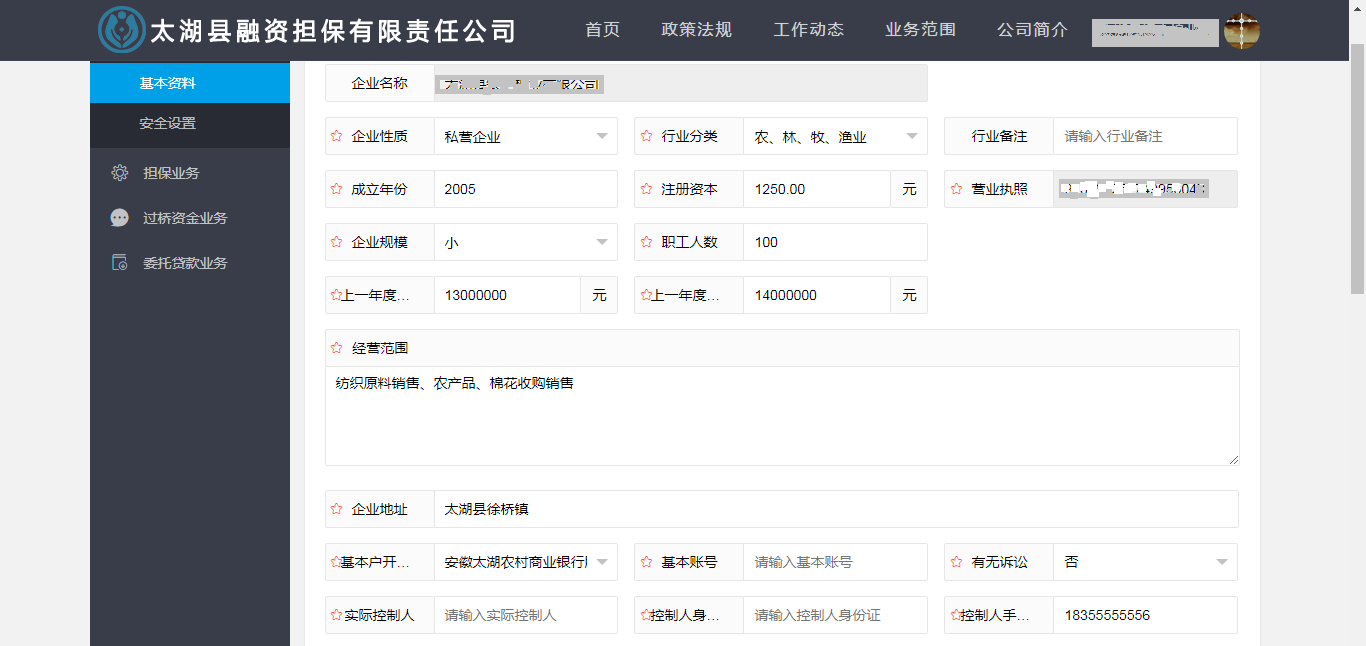 太湖县融资担保有限责任公司 首页 政策法规 工作动态 业务范围 公司简介
基本资料
安全设置
担保业务
过桥资金业务
委托贷款业务
企业名称
企业性质 私营企业 行业分类 农、林、牧、渔业 行业备注 请输入行业备注
成立年份 2005 注册资本 1250.00 元 营业执照
企业规模 小 职工人数 100
上一年度... 13000000 元 上一年度... 14000000 元
经营范围
纺织原料销售、农产品、棉花收购销售
企业地址 太湖县徐桥镇
基本户开... 安徽太湖农村商业银行 基本账号 请输入基本账号 有无诉讼 否
实际控制人 请输入实际控制人 控制人身... 请输入控制人身份证 控制人手... 18355555556